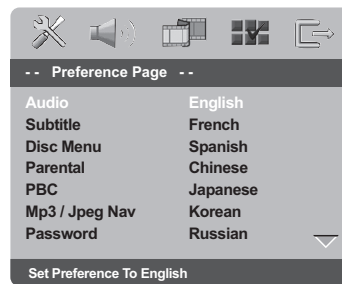 -- Preference Page --
Audio English
Subtitle French
Disc Menu Spanish
Parental Chinese
PBC Japanese
Mp3 / Jpeg Nav Korean
Password Russian
Set Preference To English